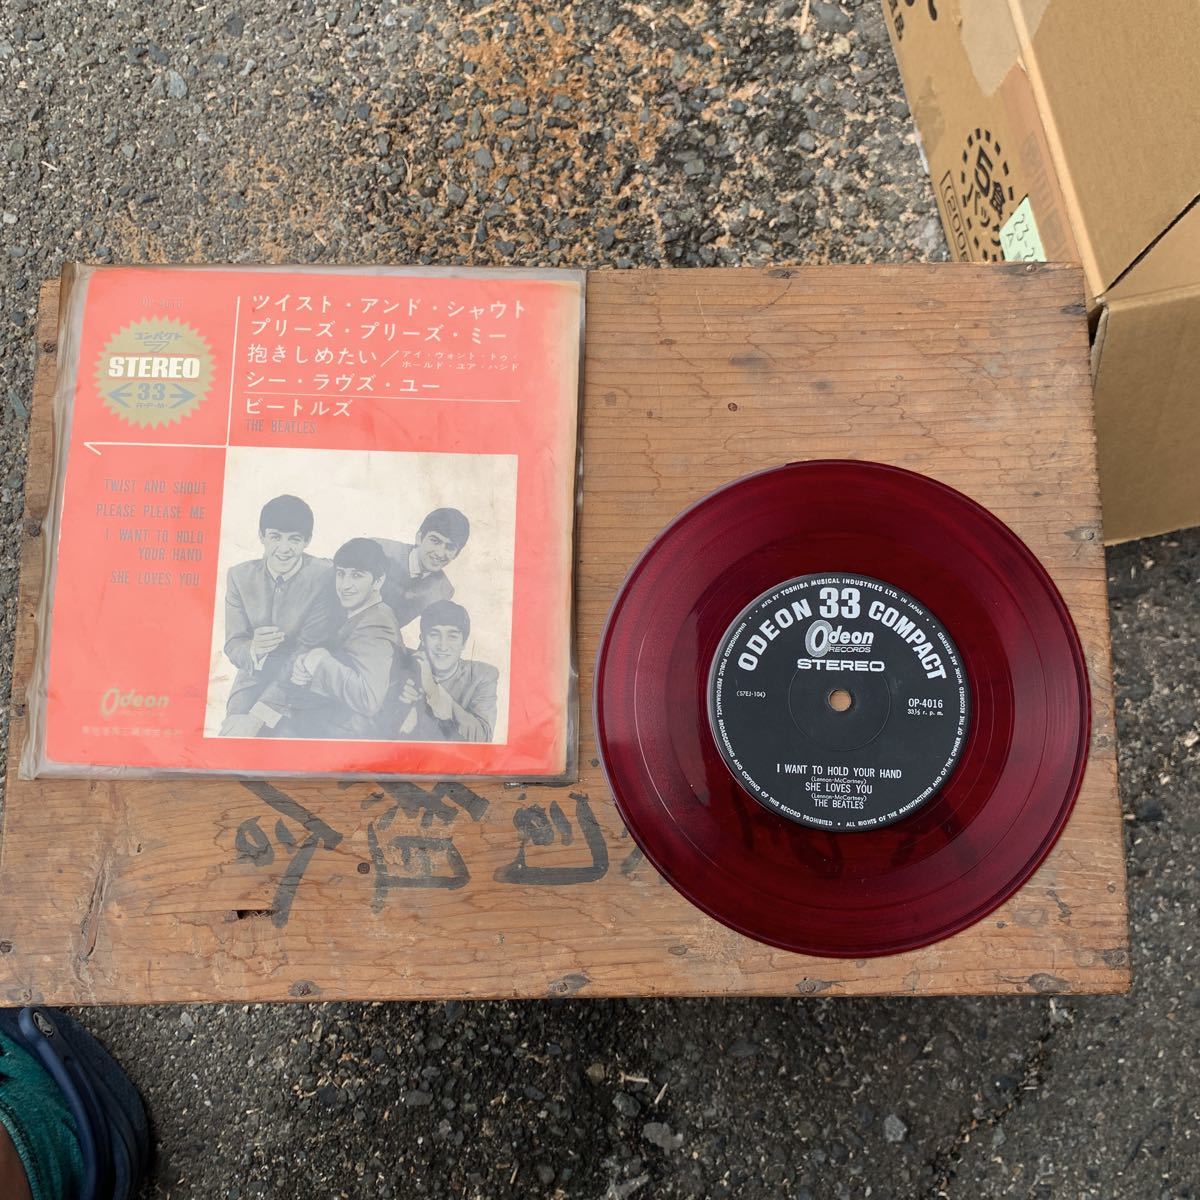 OP-4016
コンパクト
7
STEREO
33
R・P・M・
ツイスト・アンド・シャウト
プリーズ・プリーズ・ミー
抱きしめたい/アイ・ウォント・トゥ・
ホールド・ユア・ハンド
シー・ラヴズ・ユー
ビートルズ
THE BEATLES
TWIST AND SHOUT
PLEASE PLEASE ME
I WANT TO HOLD
YOUR HAND
SHE LOVES YOU
Odeon
MFG. BY TOSHIBA MUSICAL INDUSTRIES LTD. IN JAPAN
ODEON 33 COMPACT
Odeon
RECORDS
STEREO
(S7EJ-104)
OP-4016
33⅓ r. p. m.
I WANT TO HOLD YOUR HAND
(Lennon-McCartney)
SHE LOVES YOU
(Lennon-McCartney)
THE BEATLES
UNAUTHORIZED PUBLIC PERFORMANCE, BROADCASTING AND COPYING OF THIS RECORD PROHIBITED • ALL RIGHTS OF THE MANUFACTURER AND OF THE OWNER OF THE RECORDED WORK ARE RESERVED
5食